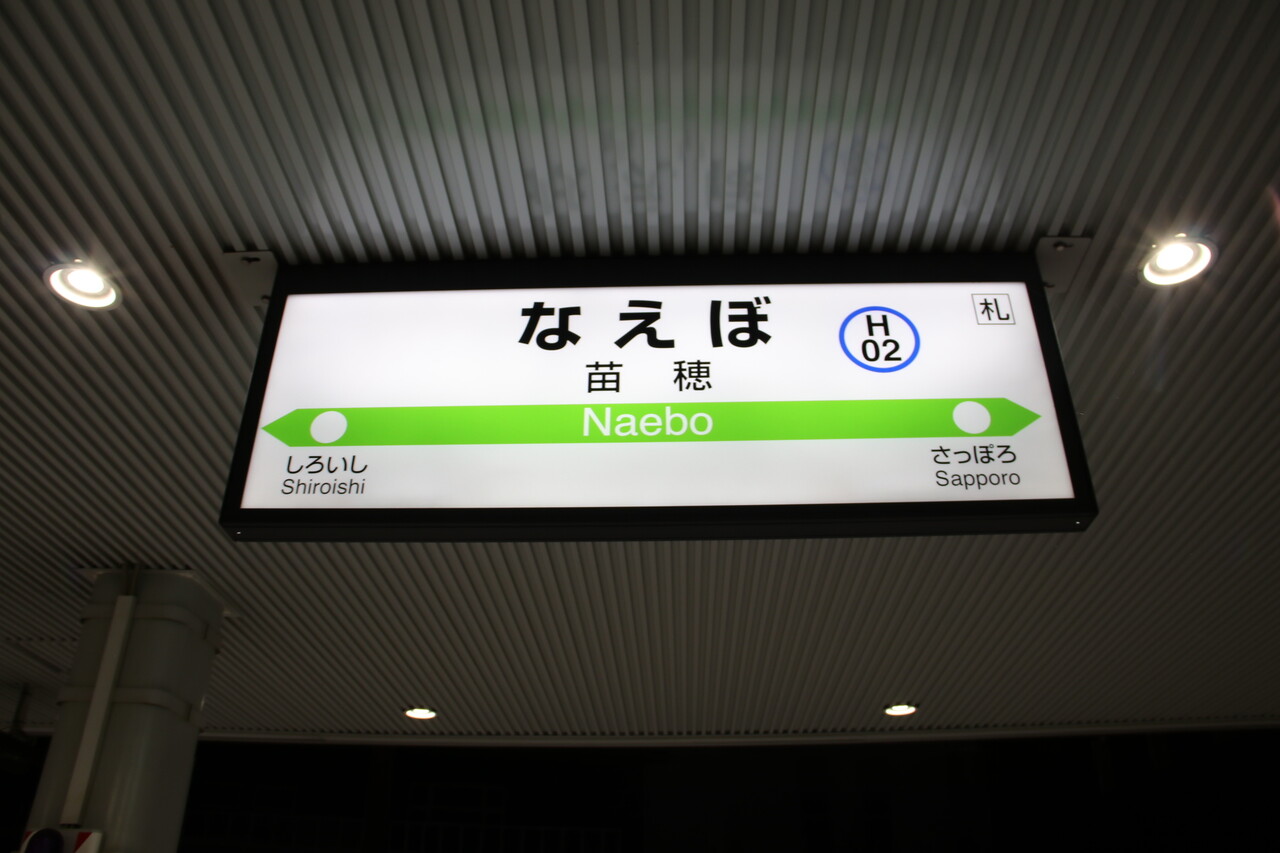 なえぼ
苗穂
H
02
札
Naebo
しろいし
Shiroishi
さっぽろ
Sapporo